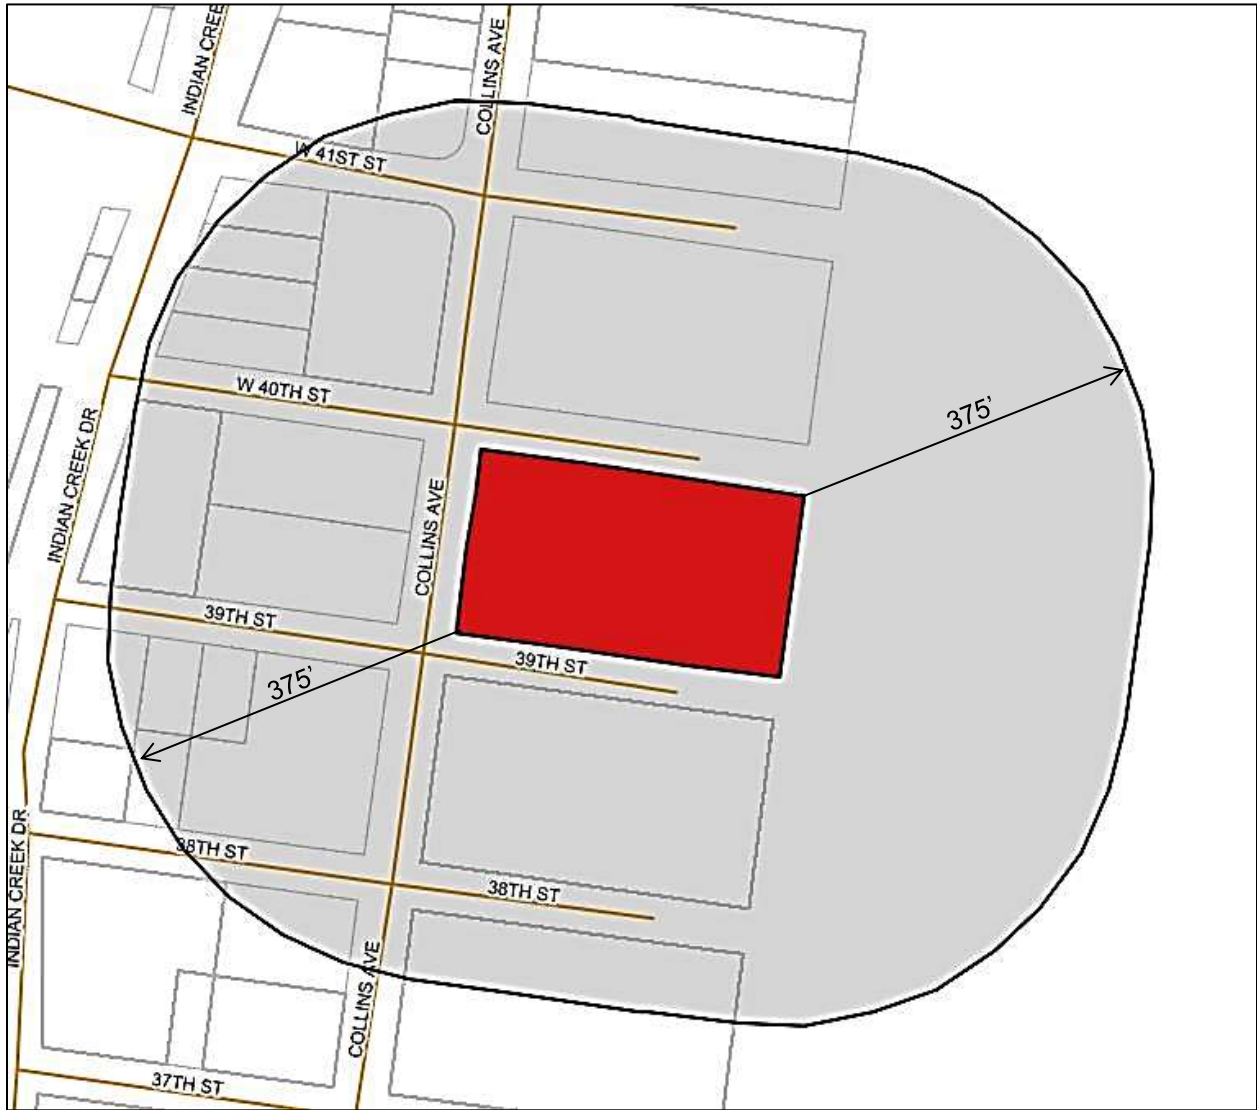 INDIAN CREE
COLLINS AVE
W 41ST ST
W 40TH ST
375'
INDIAN CREEK DR
COLLINS AVE
39TH ST
39TH ST
375'
38TH ST
38TH ST
INDIAN CREEK DR
COLLINS AVE
37TH ST